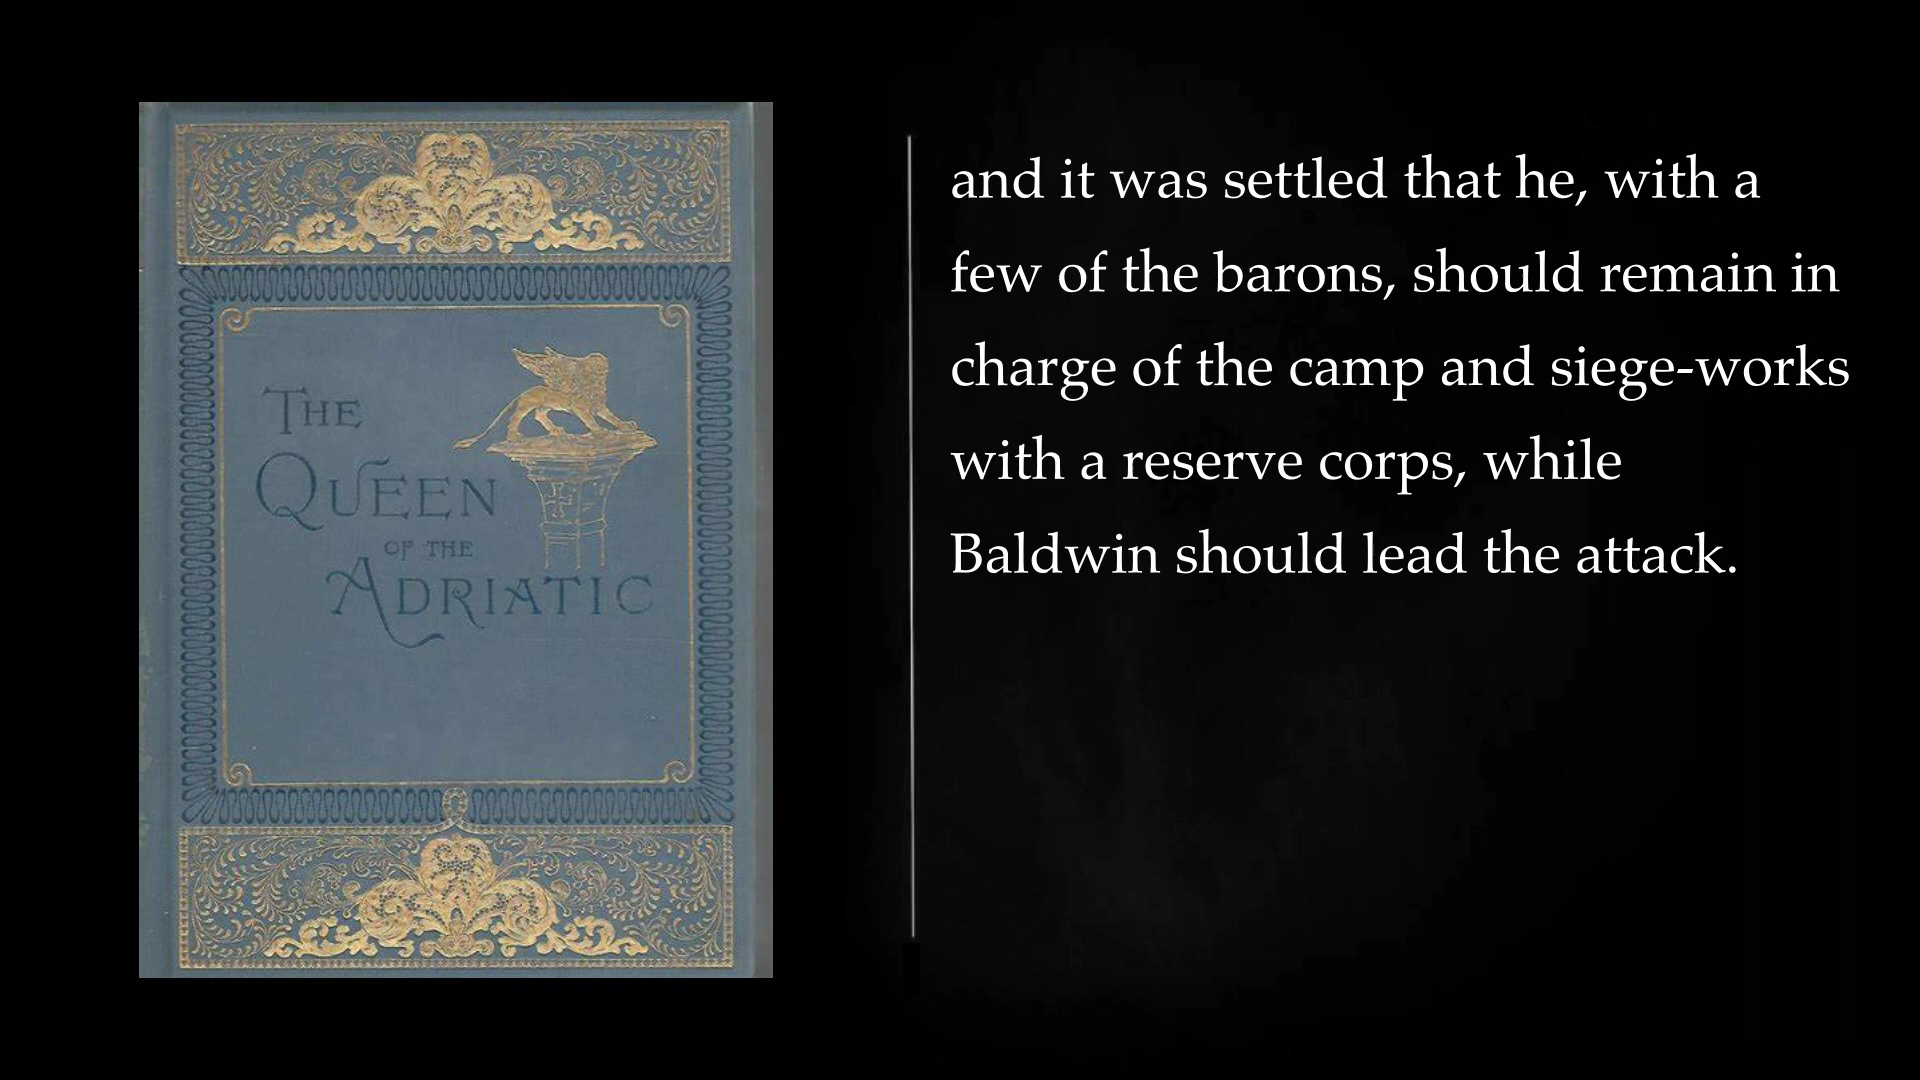 THE
QUEEN
OF THE
ADRIATIC
and it was settled that he, with a
few of the barons, should remain in
charge of the camp and siege-works
with a reserve corps, while
Baldwin should lead the attack.